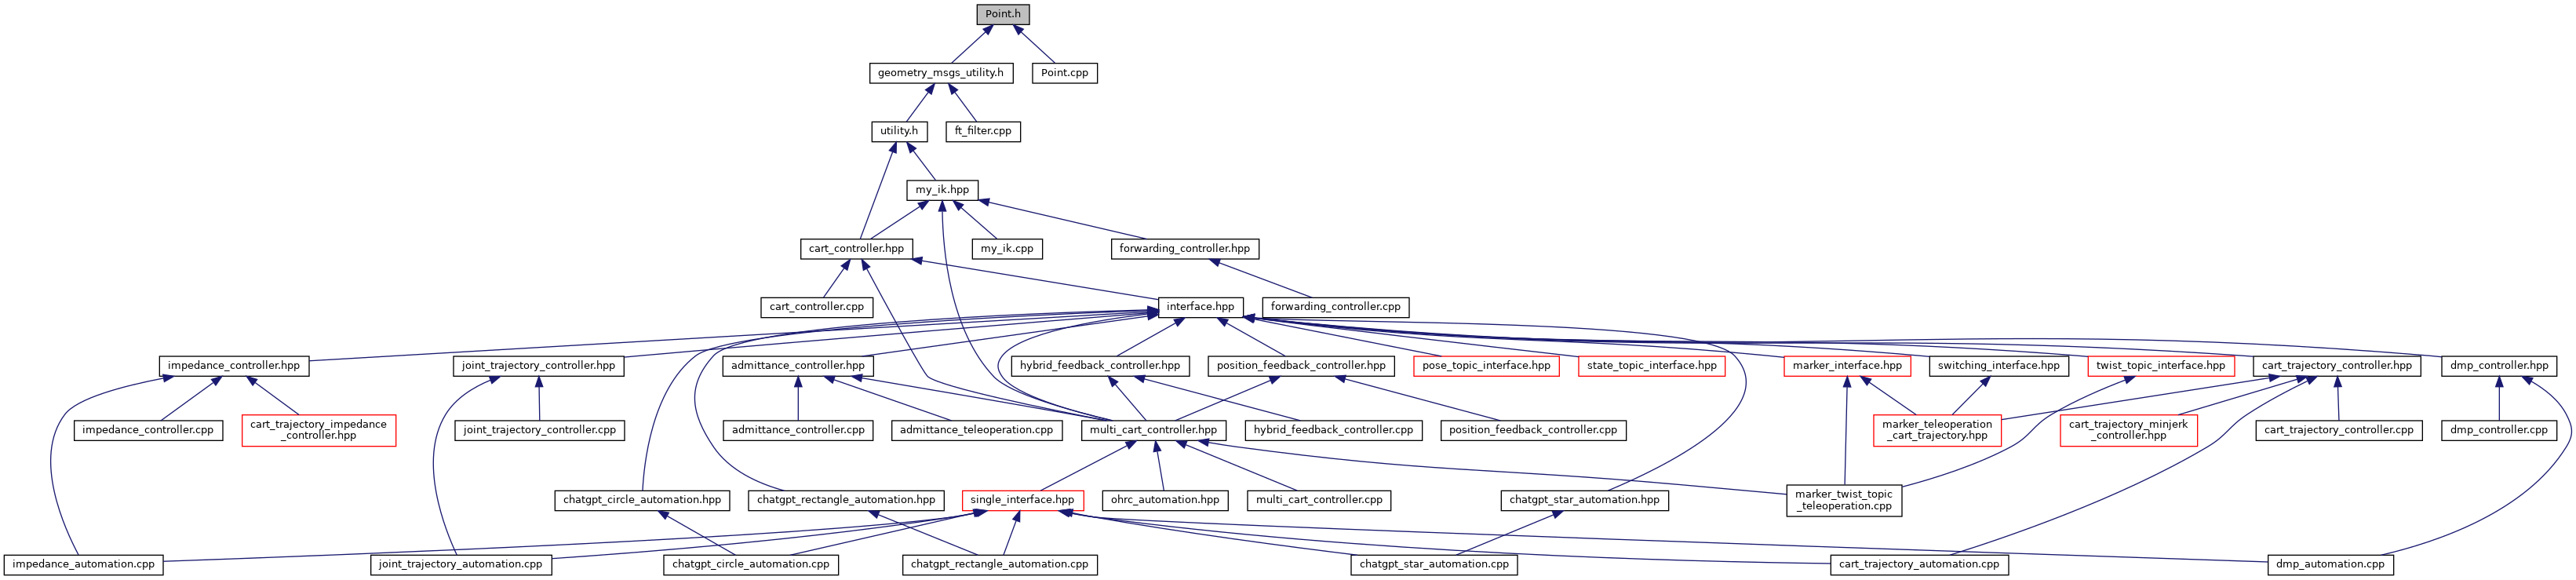 Point.h
geometry_msgs_utility.h
Point.cpp
utility.h
ft_filter.cpp
my_ik.hpp
cart_controller.hpp
my_ik.cpp
forwarding_controller.hpp
cart_controller.cpp
interface.hpp
forwarding_controller.cpp
impedance_controller.hpp
joint_trajectory_controller.hpp
admittance_controller.hpp
hybrid_feedback_controller.hpp
position_feedback_controller.hpp
pose_topic_interface.hpp
state_topic_interface.hpp
marker_interface.hpp
switching_interface.hpp
twist_topic_interface.hpp
cart_trajectory_controller.hpp
dmp_controller.hpp
impedance_controller.cpp
cart_trajectory_impedance
_controller.hpp
joint_trajectory_controller.cpp
admittance_controller.cpp
admittance_teleoperation.cpp
multi_cart_controller.hpp
hybrid_feedback_controller.cpp
position_feedback_controller.cpp
marker_teleoperation
_cart_trajectory.hpp
cart_trajectory_minjerk
_controller.hpp
cart_trajectory_controller.cpp
dmp_controller.cpp
chatgpt_circle_automation.hpp
chatgpt_rectangle_automation.hpp
single_interface.hpp
ohrc_automation.hpp
multi_cart_controller.cpp
chatgpt_star_automation.hpp
marker_twist_topic
_teleoperation.cpp
impedance_automation.cpp
joint_trajectory_automation.cpp
chatgpt_circle_automation.cpp
chatgpt_rectangle_automation.cpp
chatgpt_star_automation.cpp
cart_trajectory_automation.cpp
dmp_automation.cpp